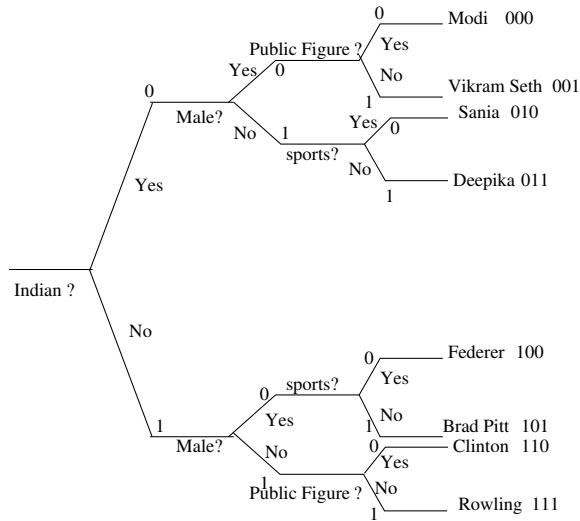 0
Modi 000
Public Figure ?
Yes
Yes
0
No
0
1
Vikram Seth 001
Male?
Sania 010
Yes
0
No
1
sports?
No
Deepika 011
1
Yes
Indian ?
No
0
Federer 100
0
sports?
Yes
Yes
No
1
1
Brad Pitt 101
Male?
0
Clinton 110
No
Yes
1
Public Figure ?
No
1
Rowling 111